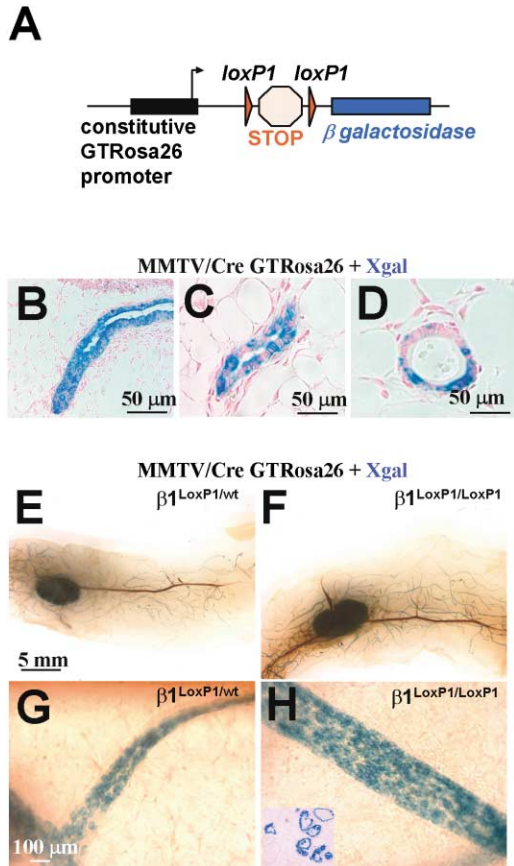 A
loxP1 loxP1
constitutive
GTRosa26
promoter
STOP
β galactosidase
MMTV/Cre GTRosa26 + Xgal
B
50 µm
C
50 µm
D
50 µm
MMTV/Cre GTRosa26 + Xgal
E
β1LoxP1/wt
5 mm
F
β1LoxP1/LoxP1
G
β1LoxP1/wt
100 µm
H
β1LoxP1/LoxP1